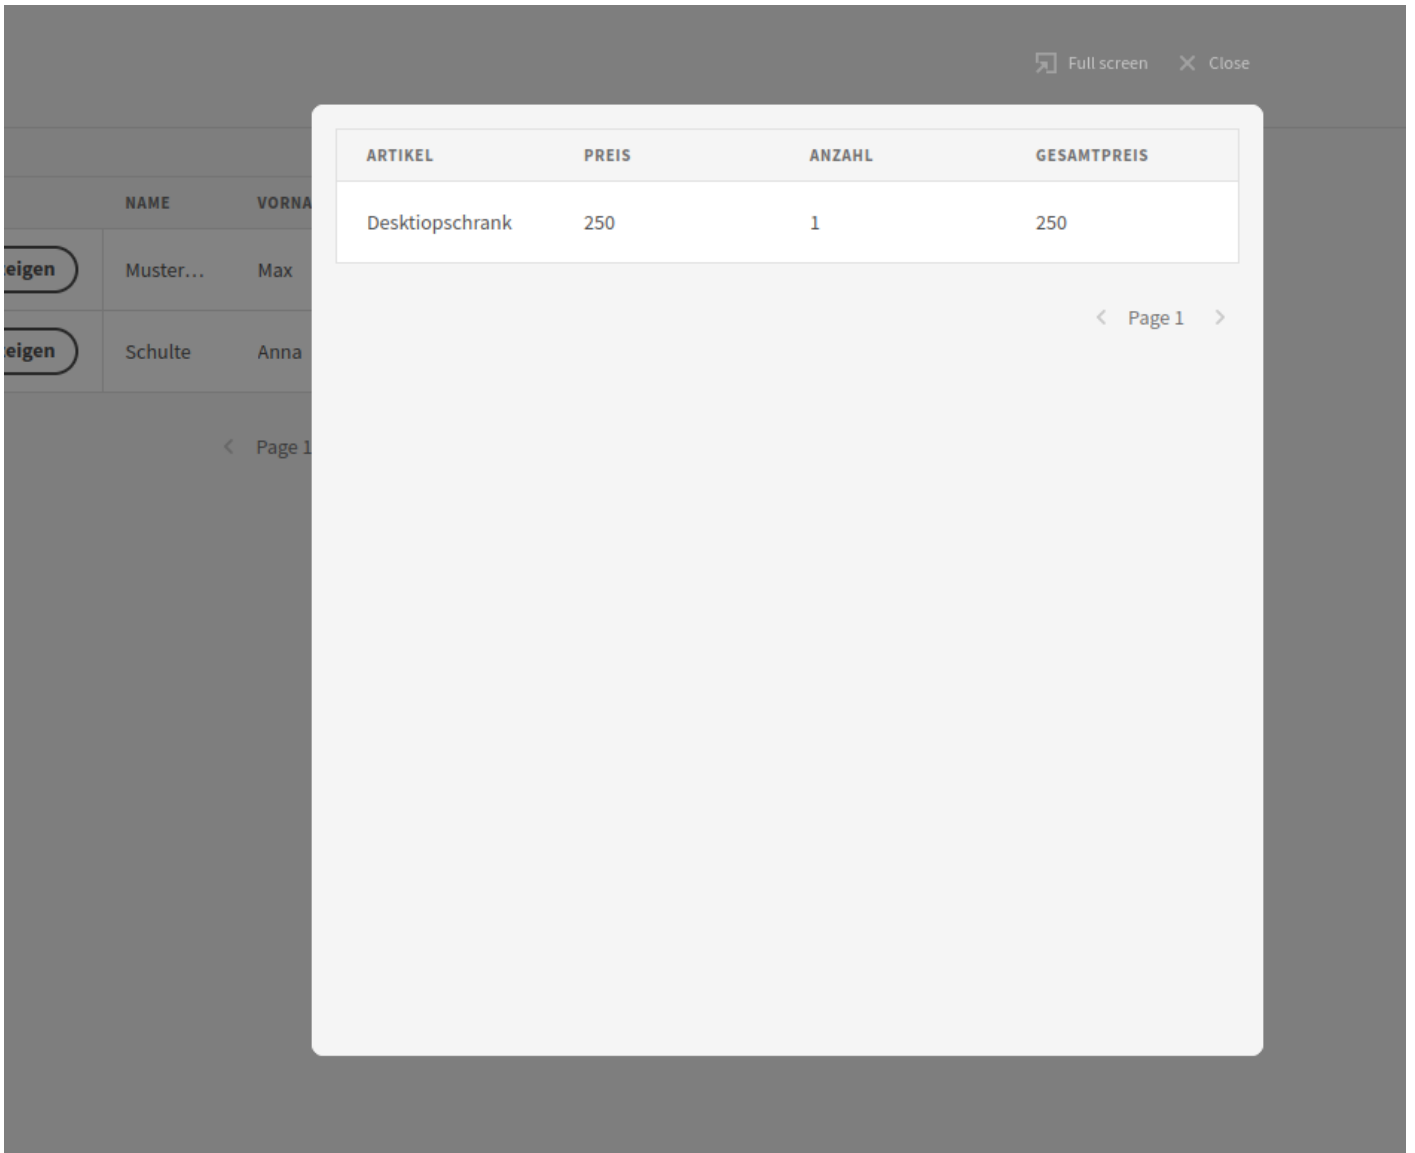 Full screen Close
ARTIKEL PREIS ANZAHL GESAMTPREIS
Desktiopschrank 250 1 250
Page 1
NAME VORNA
eigen Muster... Max
eigen Schulte Anna
Page 1